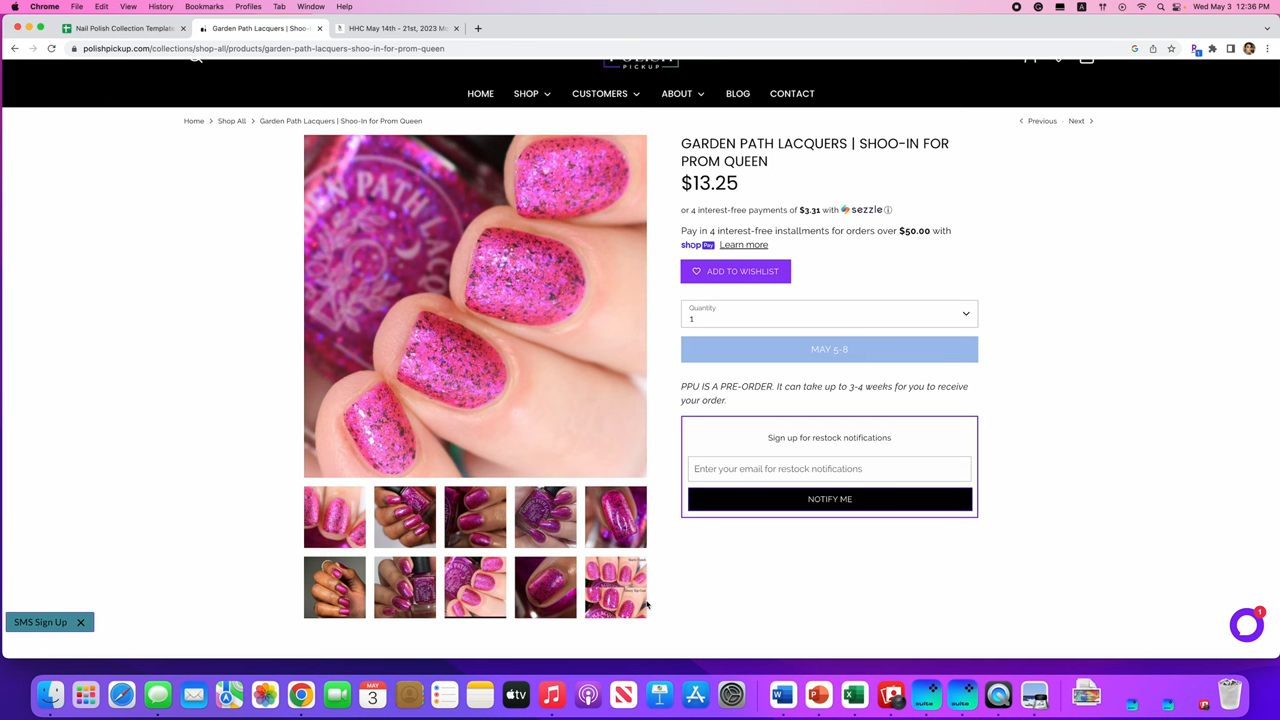 Chrome File Edit View History Bookmarks Profiles Tab Window Help
Wed May 3 12:36 PM
Nail Polish Collection Template
Garden Path Lacquers | Shoo-
HHC May 14th - 21st, 2023 M
polishpickup.com/collections/shop-all/products/garden-path-lacquers-shoo-in-for-prom-queen
PICKUP
HOME SHOP CUSTOMERS ABOUT BLOG CONTACT
Home Shop All Garden Path Lacquers | Shoo-In for Prom Queen
Previous · Next
GARDEN PATH LACQUERS | SHOO-IN FOR
PROM QUEEN
$13.25
or 4 interest-free payments of $3.31 with sezzle
Pay in 4 interest-free installments for orders over $50.00 with
shop Pay Learn more
ADD TO WISHLIST
Quantity
1
MAY 5-8
PPU IS A PRE-ORDER. It can take up to 3-4 weeks for you to receive
your order.
Sign up for restock notifications
Enter your email for restock notifications
NOTIFY ME
SMS Sign Up
1
MAY
3